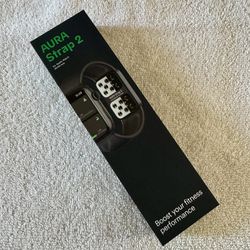 AURA
Strap 2
Boost your fitness
performance